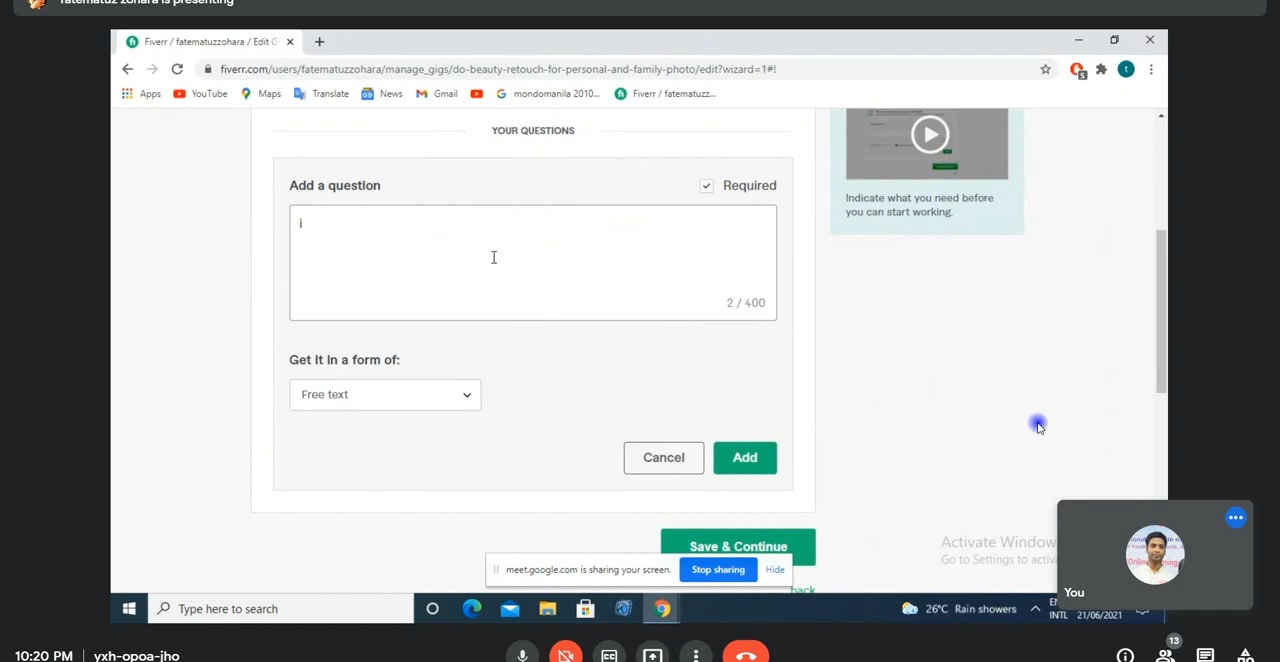 fatematuz zohara is presenting
Fiverr / fatematuzzohara / Edit G
fiverr.com/users/fatematuzzohara/manage_gigs/do-beauty-retouch-for-personal-and-family-photo/edit?wizard=1#!
5
t
Apps YouTube Maps Translate News Gmail mondomanila 2010... Fiverr / fatematuzz...
YOUR QUESTIONS
Add a question
Required
i
2 / 400
Get it in a form of:
Free text
Cancel
Add
Indicate what you need before
you can start working.
Save & Continue
back
meet.google.com is sharing your screen.
Stop sharing
Hide
Activate Window
Go to Settings to activa
You
Type here to search
26°C Rain showers
INTL
21/06/2021
10:20 PM
yxh-opoa-jho
13